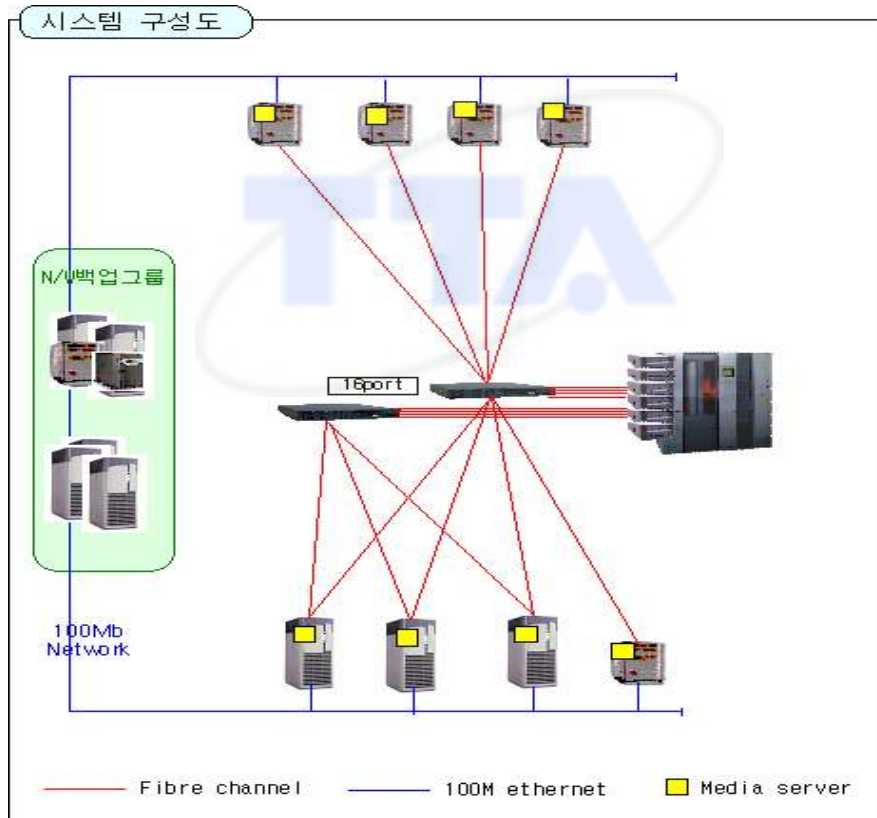 시스템 구성도
TTA
N/W백업그룹
16port
100Mb
Network
Fibre channel
100M ethernet
Media server